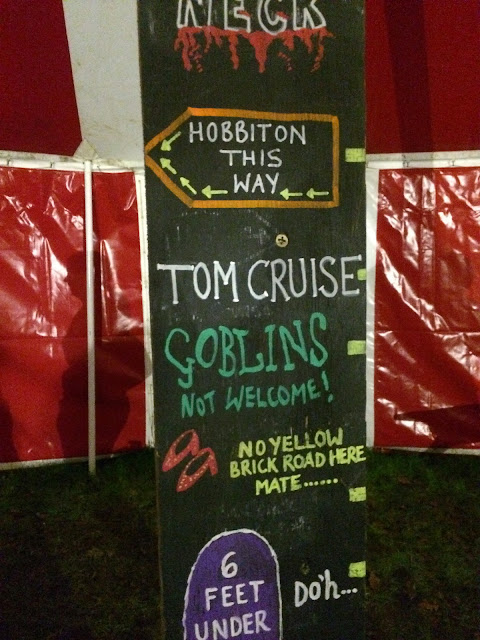 NECK
HOBBITON
THIS
WAY
TOM CRUISE
GOBLINS
NOT WELCOME!
NO YELLOW
BRICK ROAD HERE
MATE......
6
FEET
UNDER
DO'h...